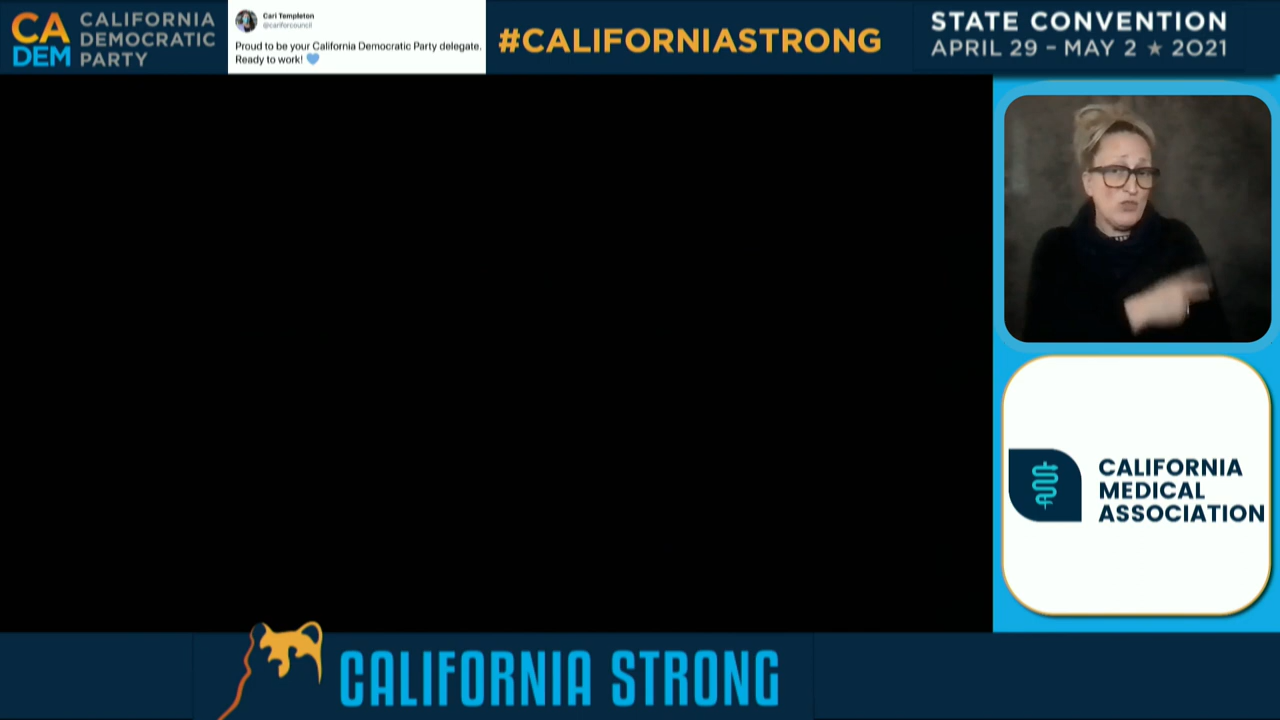 CA
DEM
CALIFORNIA
DEMOCRATIC
PARTY
Cari Templeton
@cariforcouncil
Proud to be your California Democratic Party delegate.
Ready to work! 💙
#CALIFORNIASTRONG
STATE CONVENTION
APRIL 29 – MAY 2 ★ 2021
CALIFORNIA
MEDICAL
ASSOCIATION
CALIFORNIA STRONG